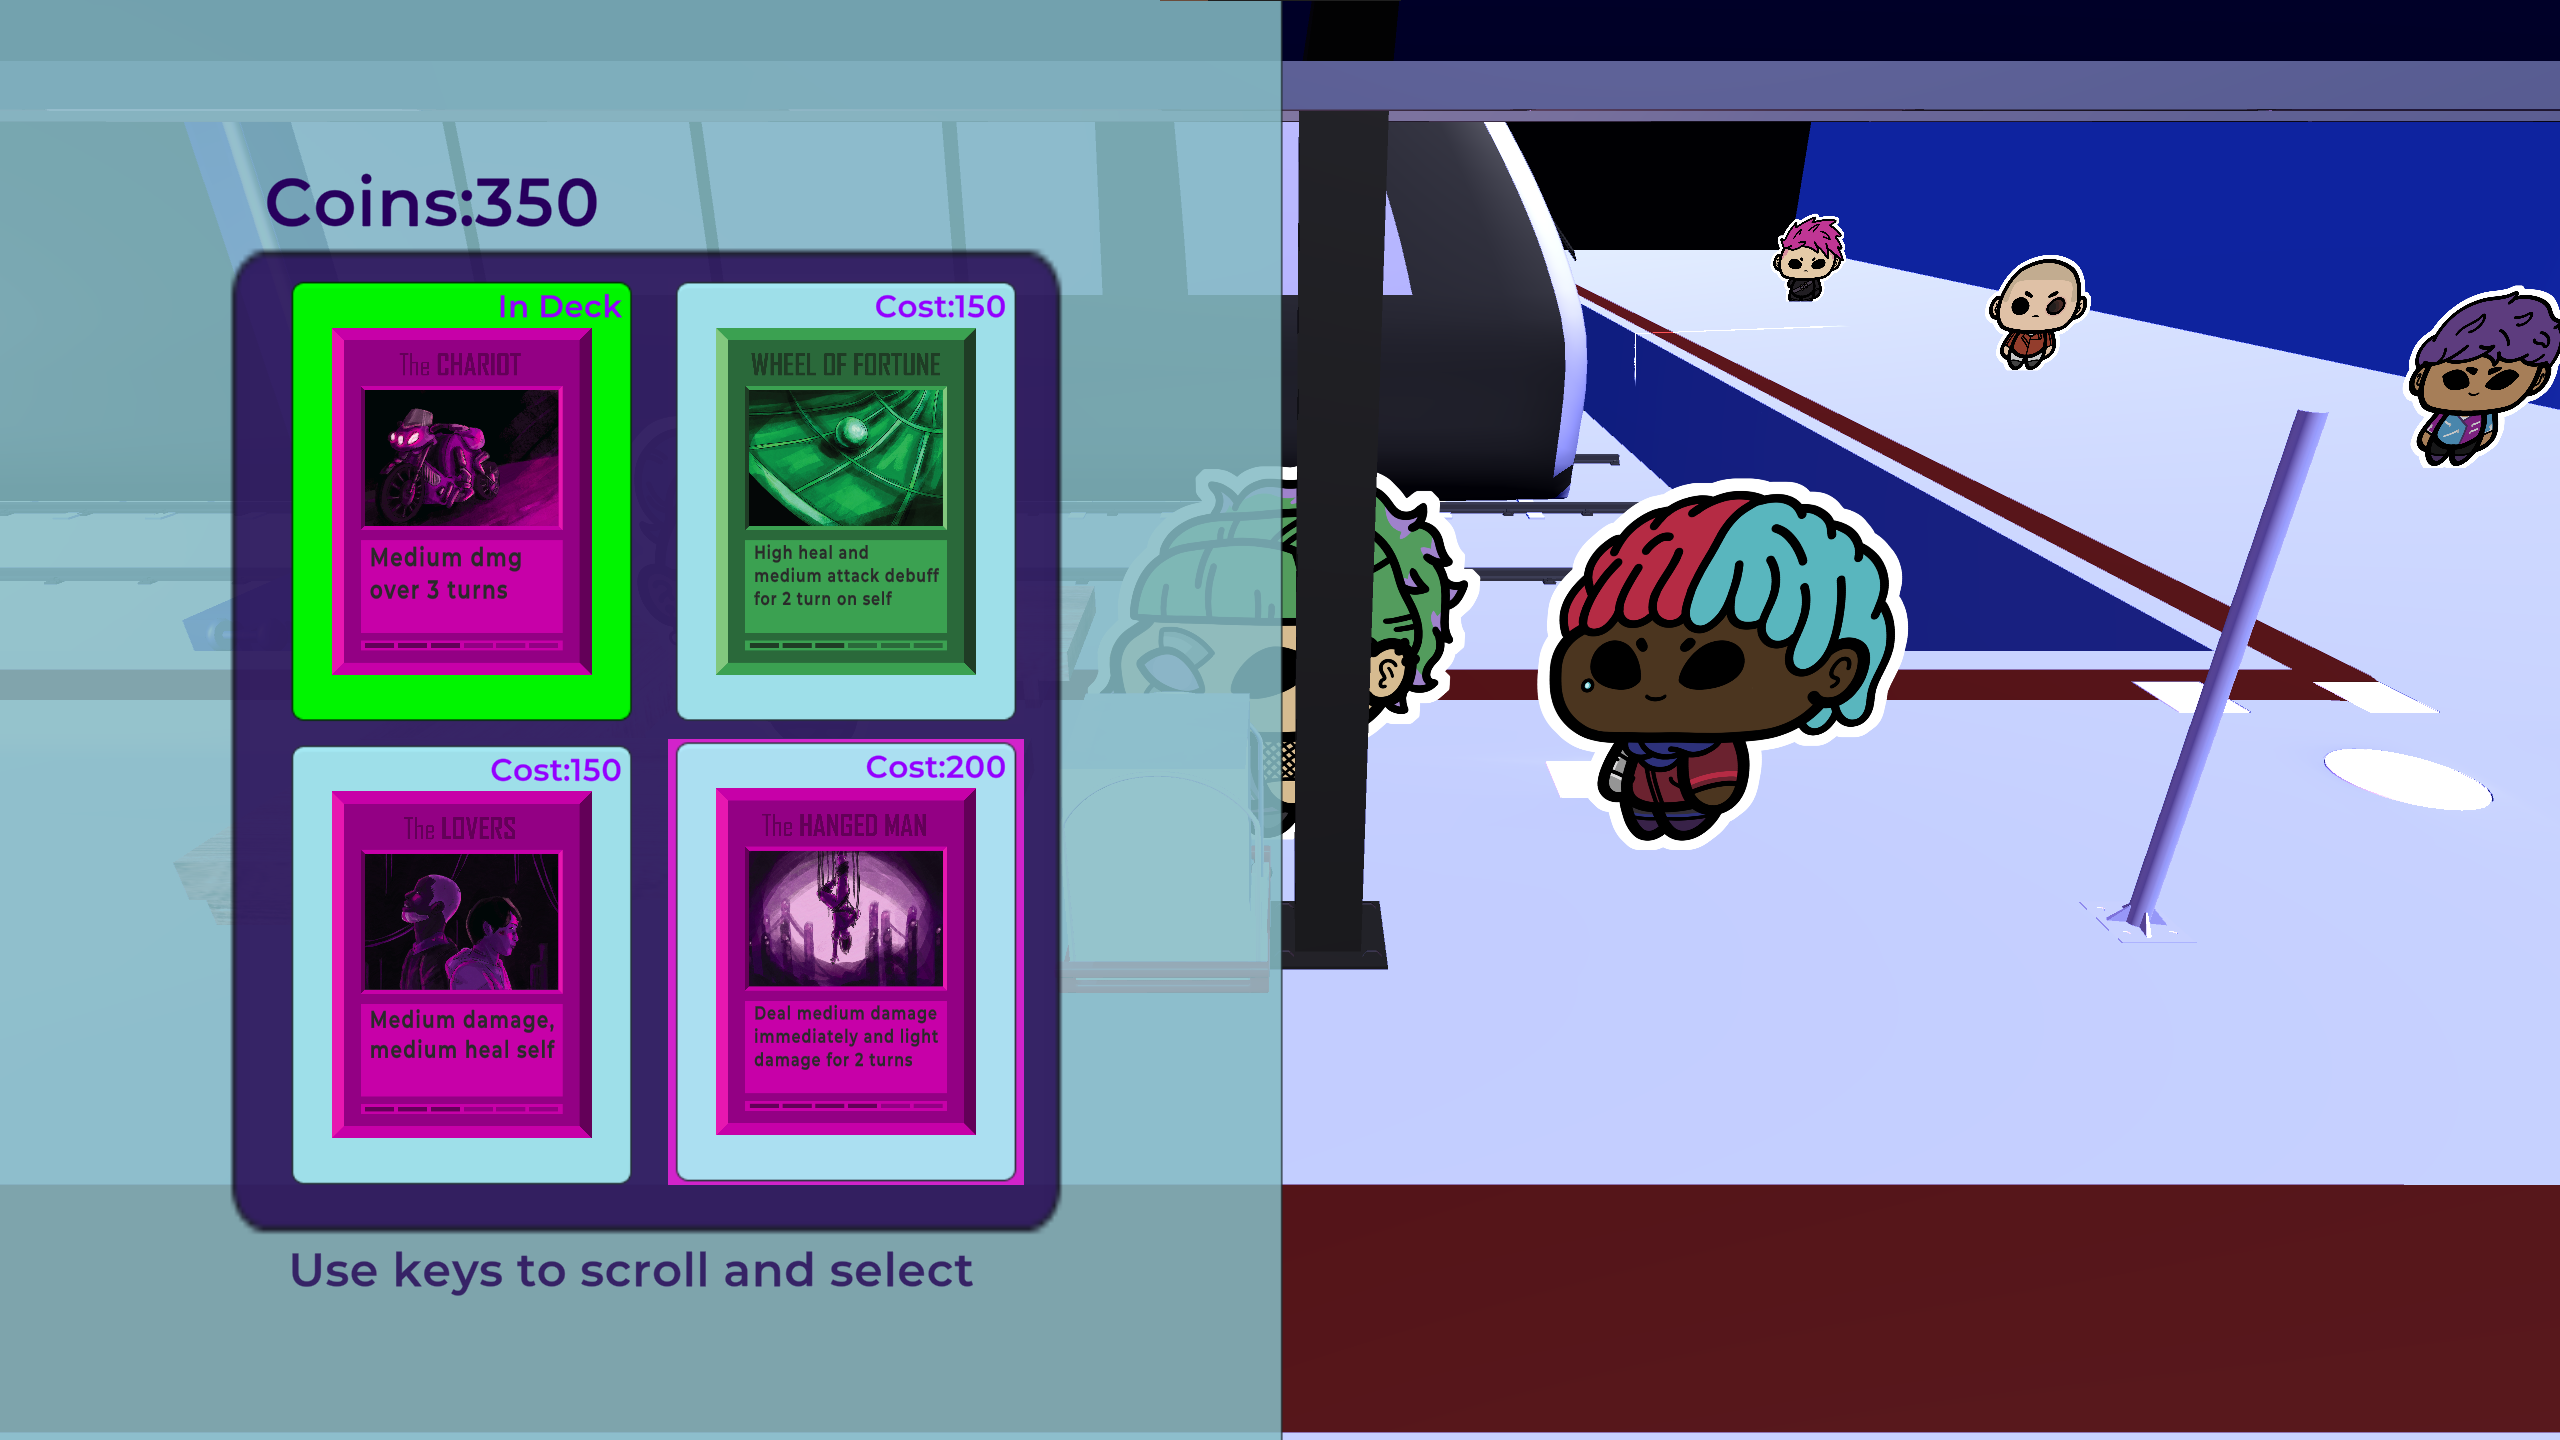 Coins:350
In Deck
The CHARIOT
Medium dmg
over 3 turns
Cost:150
WHEEL OF FORTUNE
High heal and
medium attack debuff
for 2 turn on self
Cost:150
The LOVERS
Medium damage,
medium heal self
Cost:200
The HANGED MAN
Deal medium damage
immediately and light
damage for 2 turns
Use keys to scroll and select